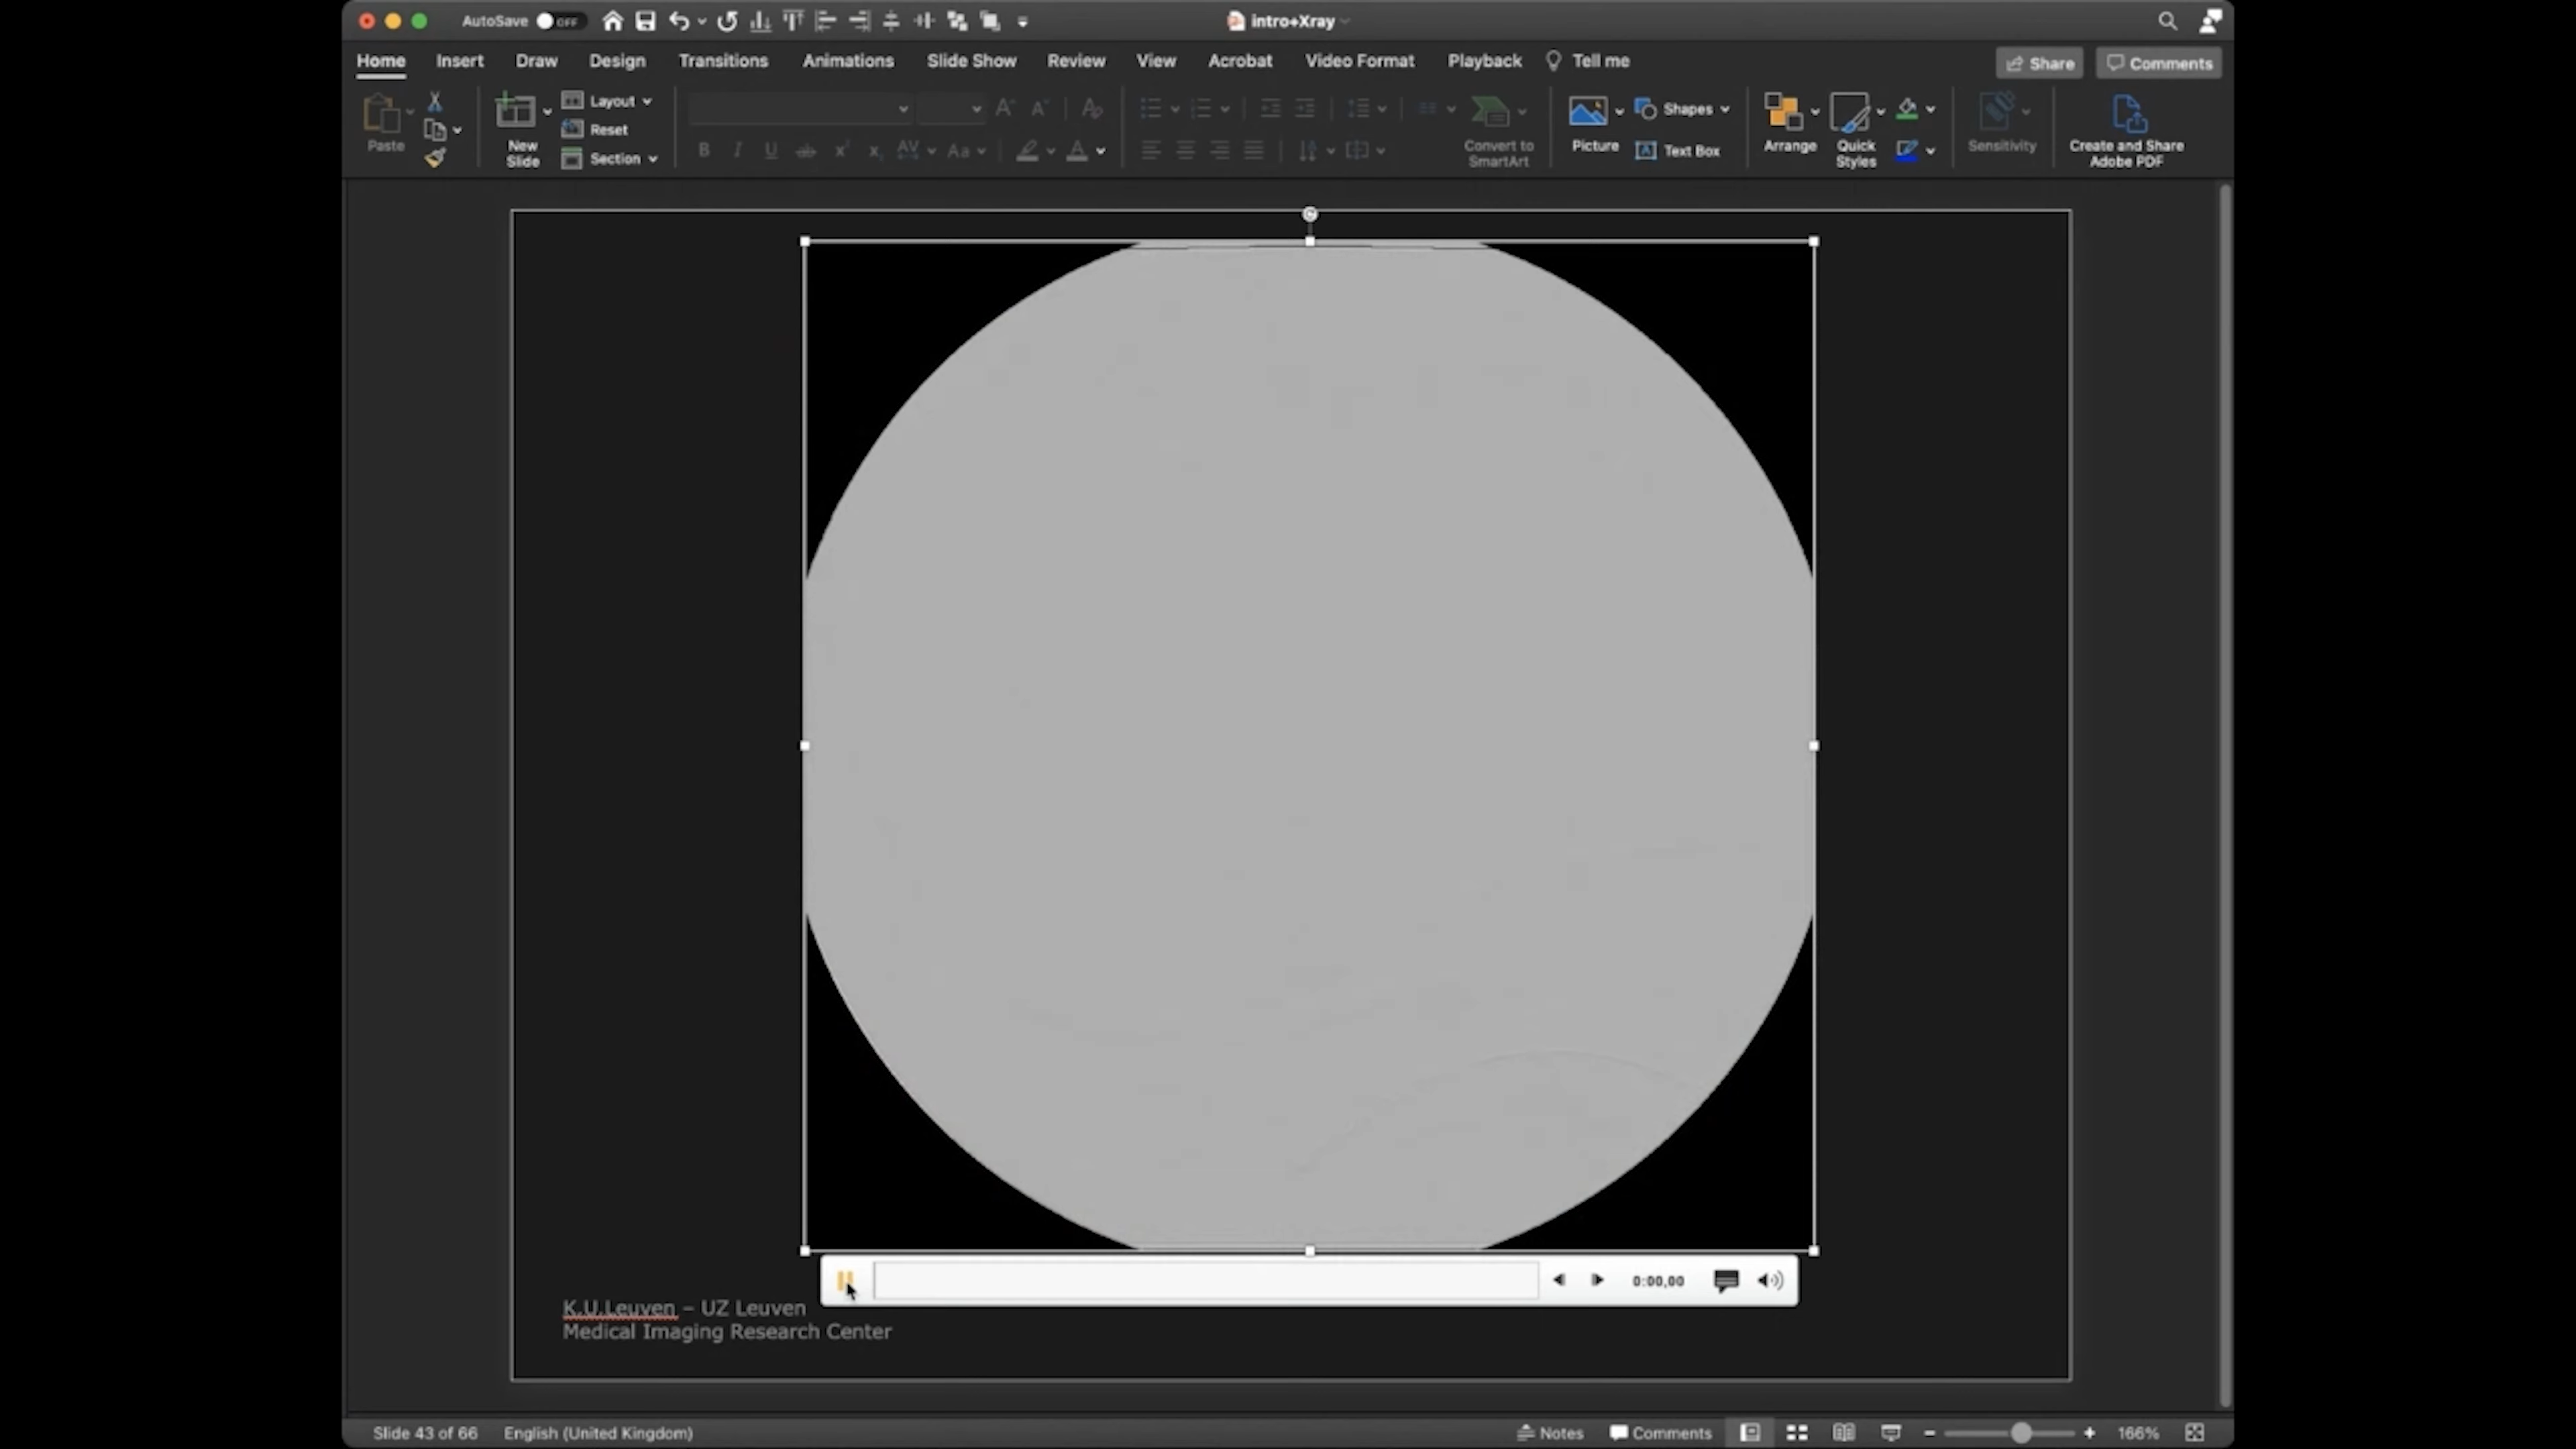 AutoSave OFF
intro+Xray
Home Insert Draw Design Transitions Animations Slide Show Review View Acrobat Video Format Playback Tell me Share Comments
Paste
New Slide
Layout
Reset
Section
Convert to SmartArt
Picture
Shapes
Text Box
Arrange
Quick Styles
Sensitivity
Create and Share Adobe PDF
0:00,00
K.U.Leuven – UZ Leuven
Medical Imaging Research Center
Slide 43 of 66 English (United Kingdom) Notes Comments 166%